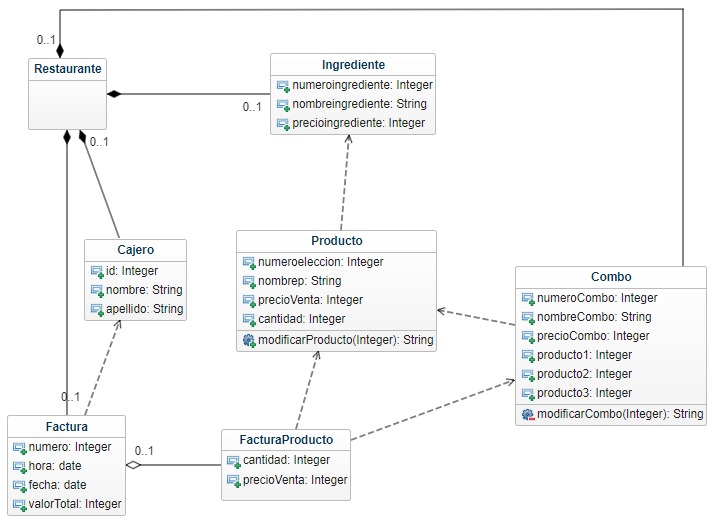 0..1
Restaurante
Ingrediente
numeroingrediente: Integer
nombreingrediente: String
precioingrediente: Integer
0..1
0..1
Cajero
id: Integer
nombre: String
apellido: String
Producto
numeroeleccion: Integer
nombrep: String
precioVenta: Integer
cantidad: Integer
modificarProducto(Integer): String
Combo
numeroCombo: Integer
nombreCombo: String
precioCombo: Integer
producto1: Integer
producto2: Integer
producto3: Integer
modificarCombo(Integer): String
0..1
Factura
numero: Integer
hora: date
fecha: date
valorTotal: Integer
0..1
FacturaProducto
cantidad: Integer
precioVenta: Integer